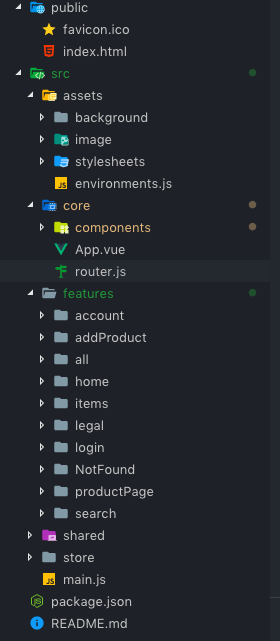 public
favicon.ico
index.html
src
assets
background
image
stylesheets
environments.js
core
components
App.vue
router.js
features
account
addProduct
all
home
items
legal
login
NotFound
productPage
search
shared
store
main.js
package.json
README.md